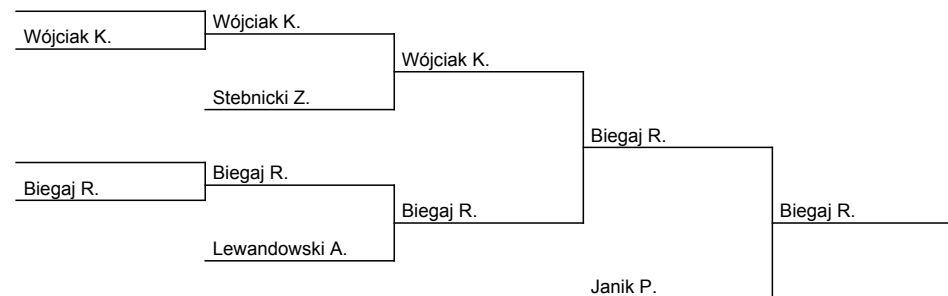 Wójciak K.
Wójciak K.
Wójciak K.
Stebnicki Z.
Biegaj R.
Biegaj R.
Biegaj R.
Biegaj R.
Biegaj R.
Lewandowski A.
Janik P.